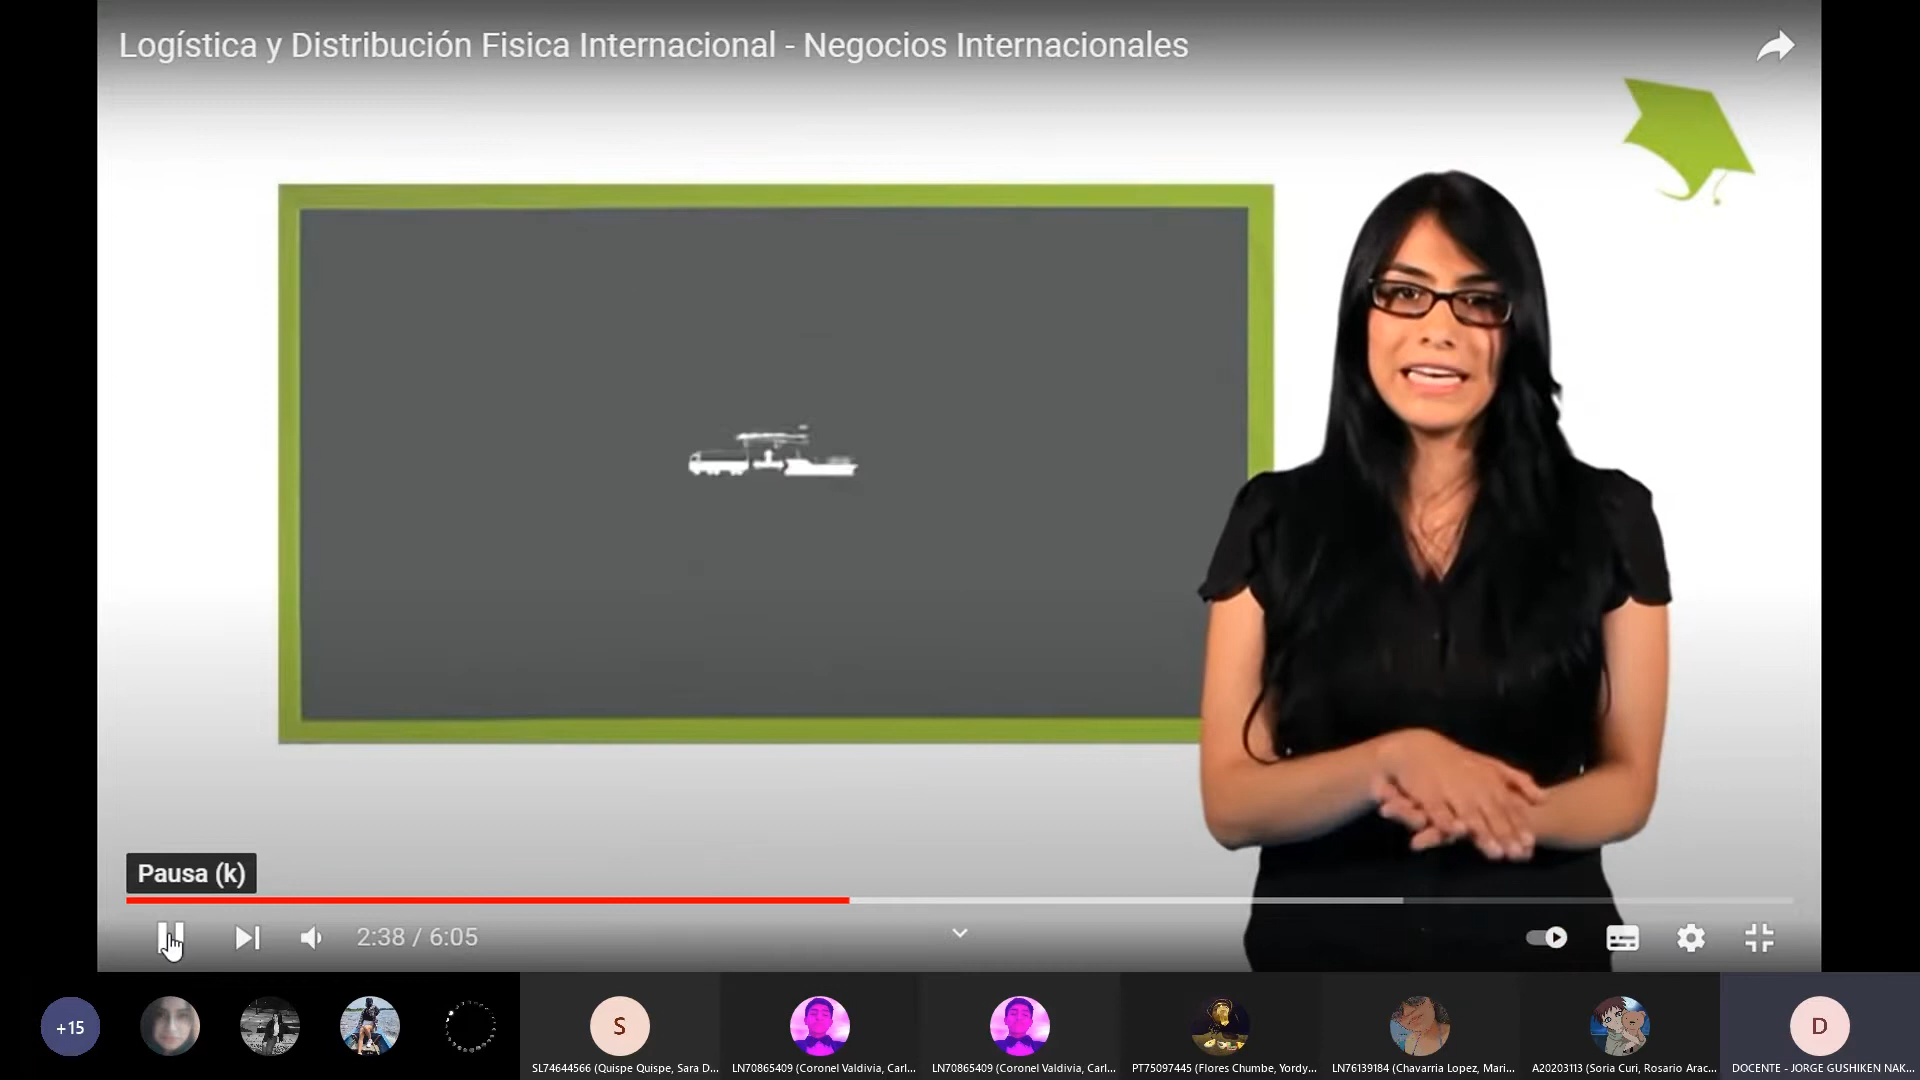 Logística y Distribución Fisica Internacional - Negocios Internacionales
Pausa (k)
2:38 / 6:05
+15
S
D
SL74644566 (Quispe Quispe, Sara D...
LN70865409 (Coronel Valdivia, Carl...
LN70865409 (Coronel Valdivia, Carl...
PT75097445 (Flores Chumbe, Yordy...
LN76139184 (Chavarria Lopez, Mari...
A20203113 (Soria Curi, Rosario Arac...
DOCENTE - JORGE GUSHIKEN NAK...